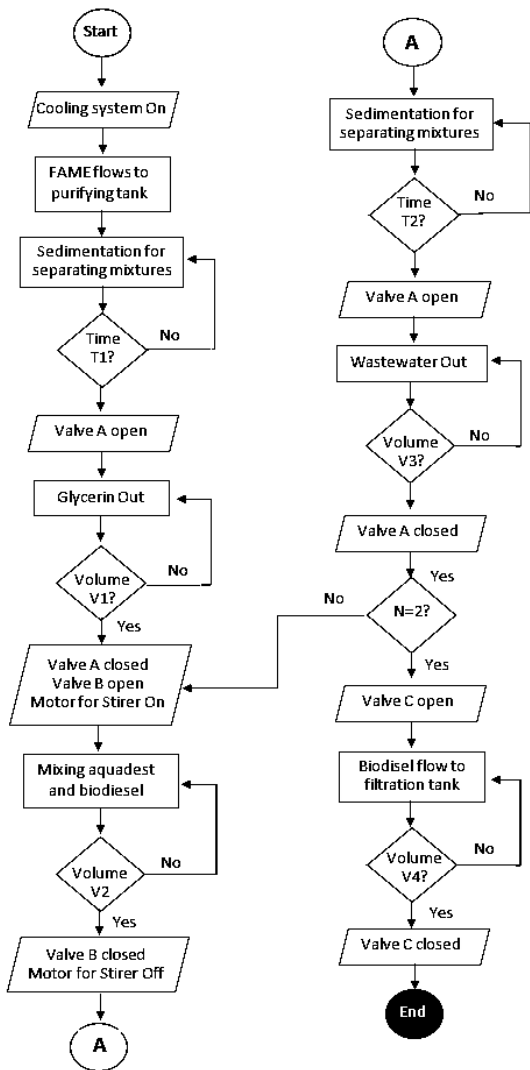 Start
Cooling system On
FAME flows to
purifying tank
Sedimentation for
separating mixtures
Time
T1?
No
Valve A open
Glycerin Out
Volume
V1?
No
Yes
Valve A closed
Valve B open
Motor for Stirer On
Mixing aquadest
and biodiesel
Volume
V2
No
Yes
Valve B closed
Motor for Stirer Off
A
A
Sedimentation for
separating mixtures
Time
T2?
No
Valve A open
Wastewater Out
Volume
V3?
No
Valve A closed
Yes
N=2?
No
Yes
Valve C open
Biodisel flow to
filtration tank
Volume
V4?
No
Yes
Valve C closed
End